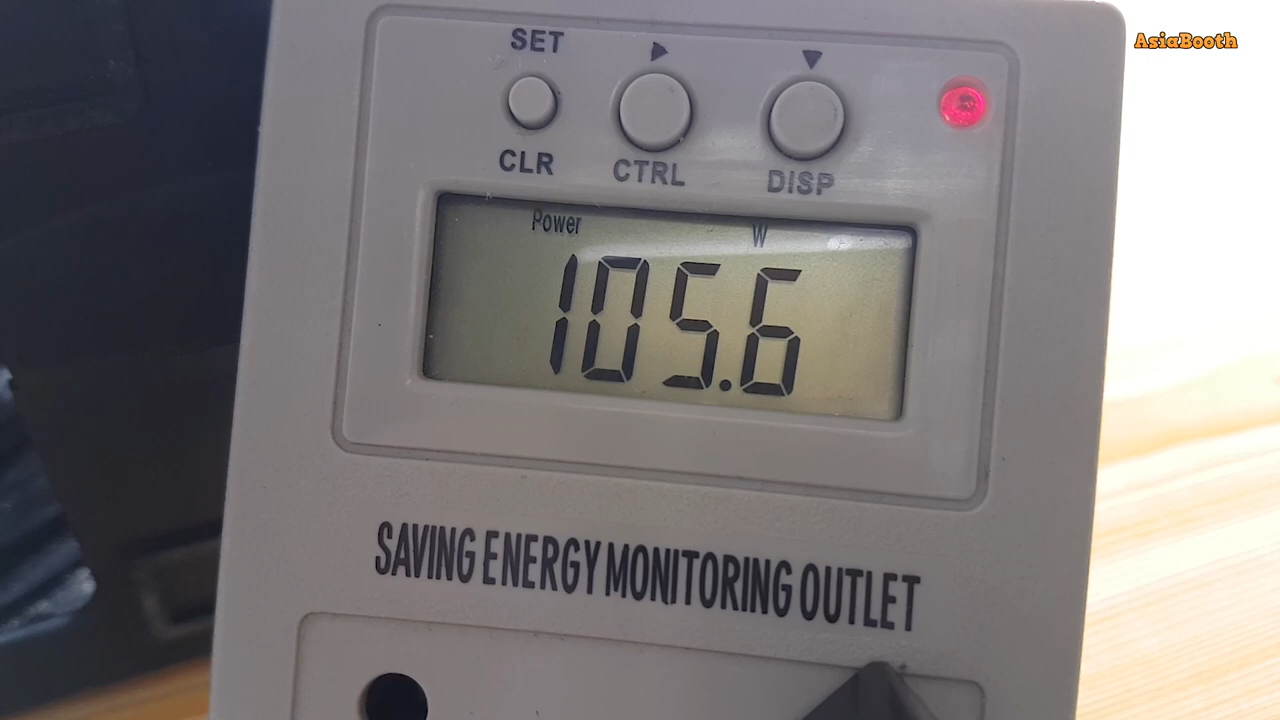 AsiaBooth
SET
▶ ▼
CLR CTRL DISP
Power W
105.6
SAVING ENERGY MONITORING OUTLET